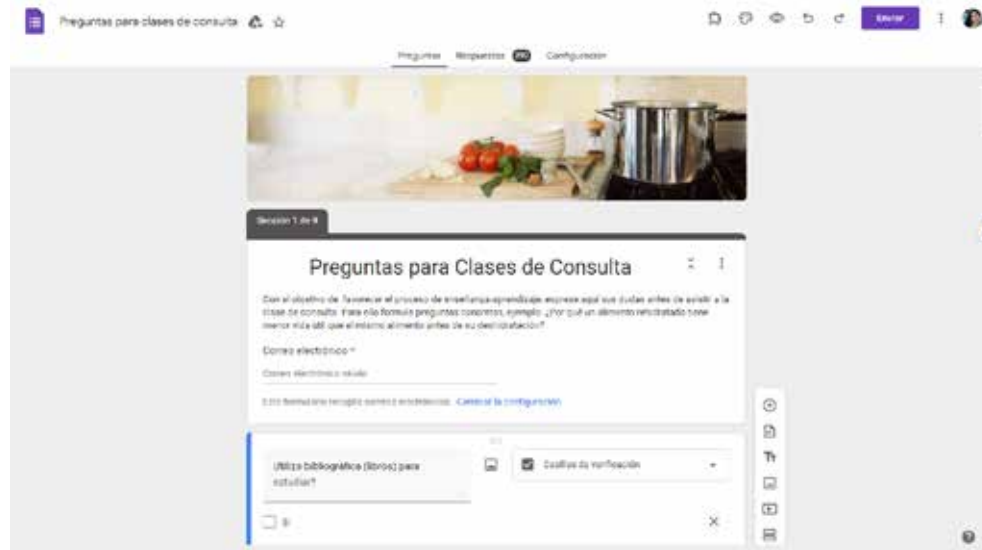 Preguntas para clases de consulta
Enviar
Preguntas Respuestas Configuración
Sección 1 de
Preguntas para Clases de Consulta
Con el objetivo de favorecer el proceso de enseñanza-aprendizaje exprese aquí sus dudas antes de asistir a la
clase de consulta. Para ello formule preguntas concretas, ejemplo: ¿Por qué un alimento rehidratado tiene
menor vida útil que el mismo alimento antes de su deshidratación?
Correo electrónico *
Correo electrónico válido
Este formulario recopila correos electrónicos. Cambiar la configuración
Utiliza bibliográfica (libros) para
estudiar?
Casillas de verificación
Tt